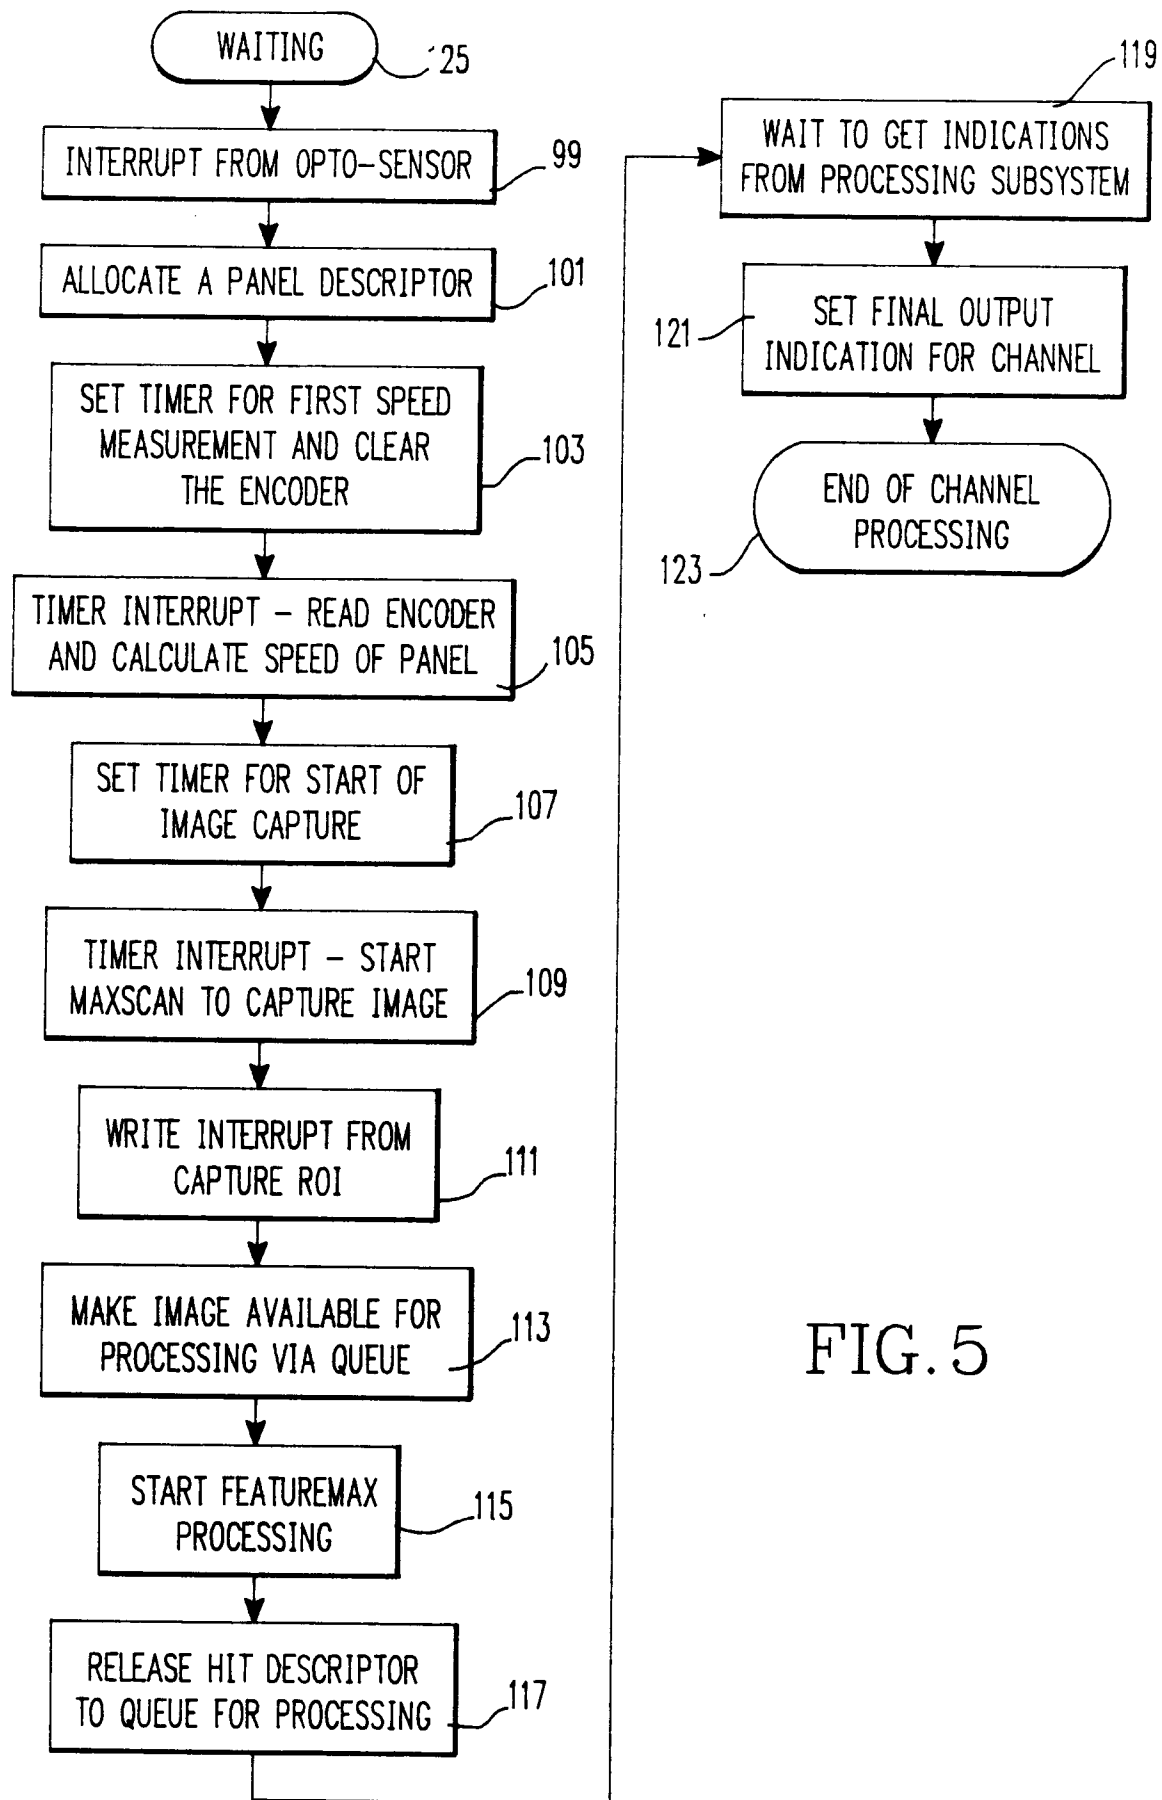 WAITING
'25
INTERRUPT FROM OPTO-SENSOR
99
ALLOCATE A PANEL DESCRIPTOR
101
SET TIMER FOR FIRST SPEED
MEASUREMENT AND CLEAR
THE ENCODER
103
TIMER INTERRUPT – READ ENCODER
AND CALCULATE SPEED OF PANEL
105
SET TIMER FOR START OF
IMAGE CAPTURE
107
TIMER INTERRUPT – START
MAXSCAN TO CAPTURE IMAGE
109
WRITE INTERRUPT FROM
CAPTURE ROI
111
MAKE IMAGE AVAILABLE FOR
PROCESSING VIA QUEUE
113
START FEATUREMAX
PROCESSING
115
RELEASE HIT DESCRIPTOR
TO QUEUE FOR PROCESSING
117
119
WAIT TO GET INDICATIONS
FROM PROCESSING SUBSYSTEM
SET FINAL OUTPUT
INDICATION FOR CHANNEL
121
END OF CHANNEL
PROCESSING
123
FIG. 5